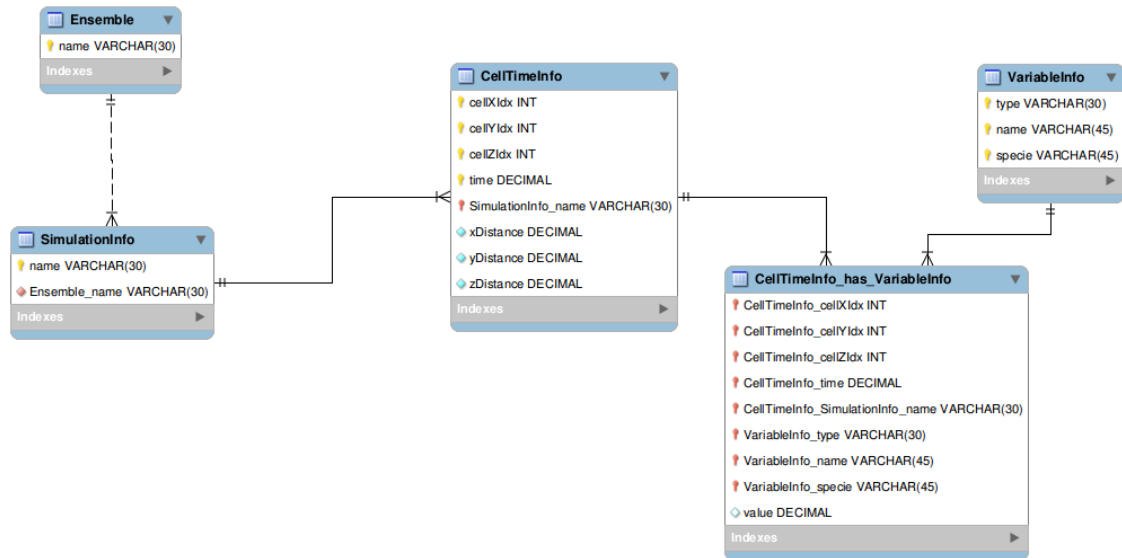 Ensemble
name VARCHAR(30)
Indexes
SimulationInfo
name VARCHAR(30)
Ensemble_name VARCHAR(30)
Indexes
CellTimeInfo
cellXIdx INT
cellYIdx INT
cellZIdx INT
time DECIMAL
SimulationInfo_name VARCHAR(30)
xDistance DECIMAL
yDistance DECIMAL
zDistance DECIMAL
Indexes
VariableInfo
type VARCHAR(30)
name VARCHAR(45)
specie VARCHAR(45)
Indexes
CellTimeInfo_has_VariableInfo
CellTimeInfo_cellXIdx INT
CellTimeInfo_cellYIdx INT
CellTimeInfo_cellZIdx INT
CellTimeInfo_time DECIMAL
CellTimeInfo_SimulationInfo_name VARCHAR(30)
VariableInfo_type VARCHAR(30)
VariableInfo_name VARCHAR(45)
VariableInfo_specie VARCHAR(45)
value DECIMAL
Indexes